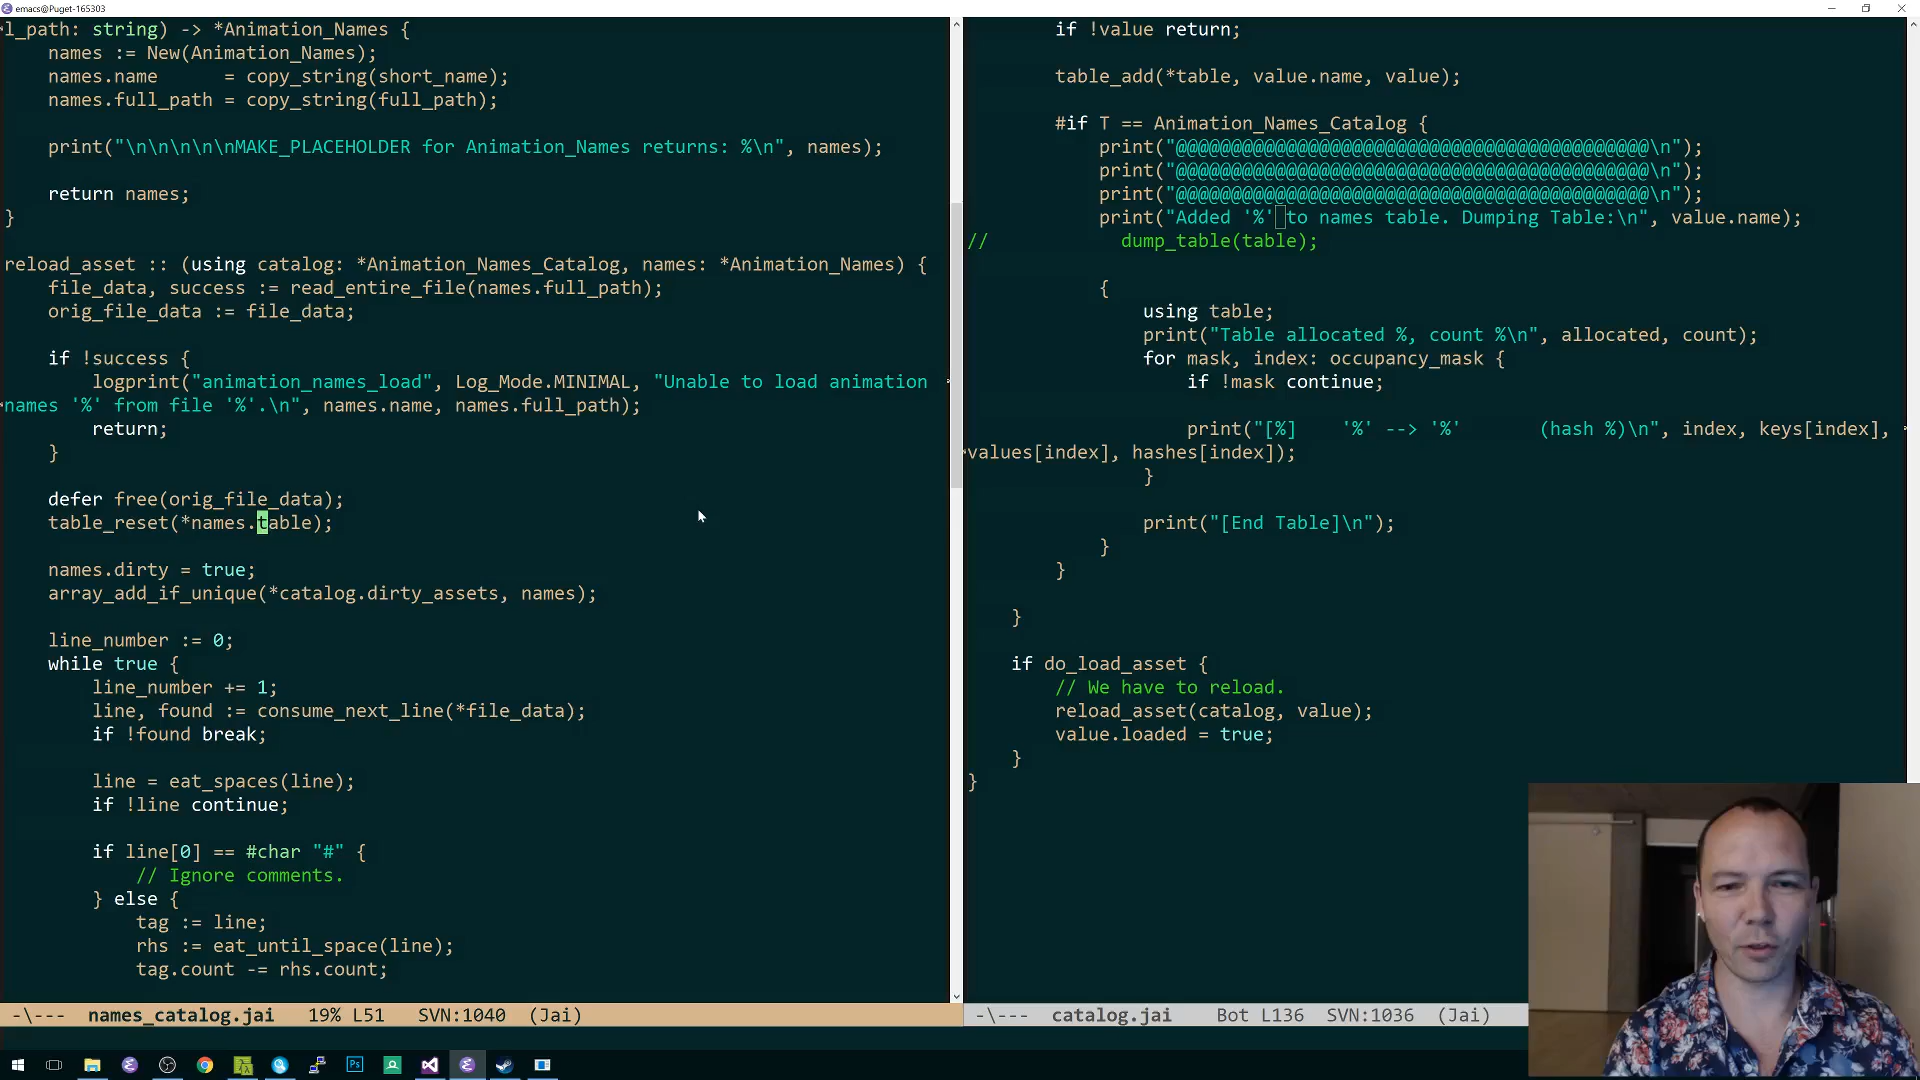 emacs@Puget-165303
l_path: string) -> *Animation_Names {
names := New(Animation_Names);
names.name      = copy_string(short_name);
names.full_path = copy_string(full_path);
print("\n\n\n\n\nMAKE_PLACEHOLDER for Animation_Names returns: %\n", names);
return names;
}
reload_asset :: (using catalog: *Animation_Names_Catalog, names: *Animation_Names) {
file_data, success := read_entire_file(names.full_path);
orig_file_data := file_data;
if !success {
logprint("animation_names_load", Log_Mode.MINIMAL, "Unable to load animation
names '%' from file '%'.\n", names.name, names.full_path);
return;
}
defer free(orig_file_data);
table_reset(*names.table);
names.dirty = true;
array_add_if_unique(*catalog.dirty_assets, names);
line_number := 0;
while true {
line_number += 1;
line, found := consume_next_line(*file_data);
if !found break;
line = eat_spaces(line);
if !line continue;
if line[0] == #char "#" {
// Ignore comments.
} else {
tag := line;
rhs := eat_until_space(line);
tag.count -= rhs.count;
-\---  names_catalog.jai   19% L51   SVN:1040  (Jai)
if !value return;
table_add(*table, value.name, value);
#if T == Animation_Names_Catalog {
print("@@@@@@@@@@@@@@@@@@@@@@@@@@@@@@@@@@@@@@@@@@@\n");
print("@@@@@@@@@@@@@@@@@@@@@@@@@@@@@@@@@@@@@@@@@@@\n");
print("@@@@@@@@@@@@@@@@@@@@@@@@@@@@@@@@@@@@@@@@@@@\n");
print("Added '%' to names table. Dumping Table:\n", value.name);
//            dump_table(table);
{
using table;
print("Table allocated %, count %\n", allocated, count);
for mask, index: occupancy_mask {
if !mask continue;
print("[%]    '%' --> '%'       (hash %)\n", index, keys[index],
values[index], hashes[index]);
}
print("[End Table]\n");
}
}
}
if do_load_asset {
// We have to reload.
reload_asset(catalog, value);
value.loaded = true;
}
}
-\---  catalog.jai    Bot L136  SVN:1036  (Jai)
Ps